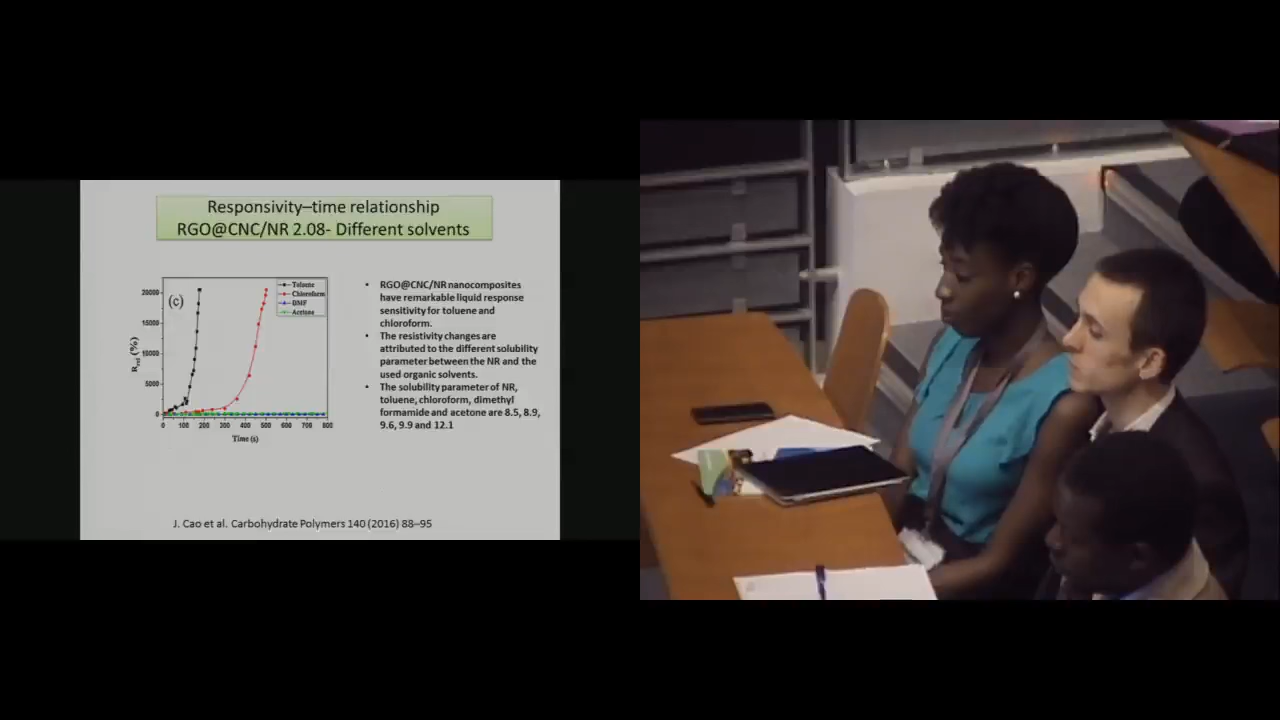 Responsivity–time relationship
RGO@CNC/NR 2.08- Different solvents
(c)
Toloune
Chloroform
DMF
Acetone
20000
15000
10000
5000
0
0 100 200 300 400 500 600 700 800
Time (s)
• RGO@CNC/NR nanocomposites
have remarkable liquid response
sensitivity for toluene and
chloroform.
• The resistivity changes are
attributed to the different solubility
parameter between the NR and the
used organic solvents.
• The solubility parameter of NR,
toluene, chloroform, dimethyl
formamide and acetone are 8.5, 8.9,
9.6, 9.9 and 12.1
J. Cao et al. Carbohydrate Polymers 140 (2016) 88–95